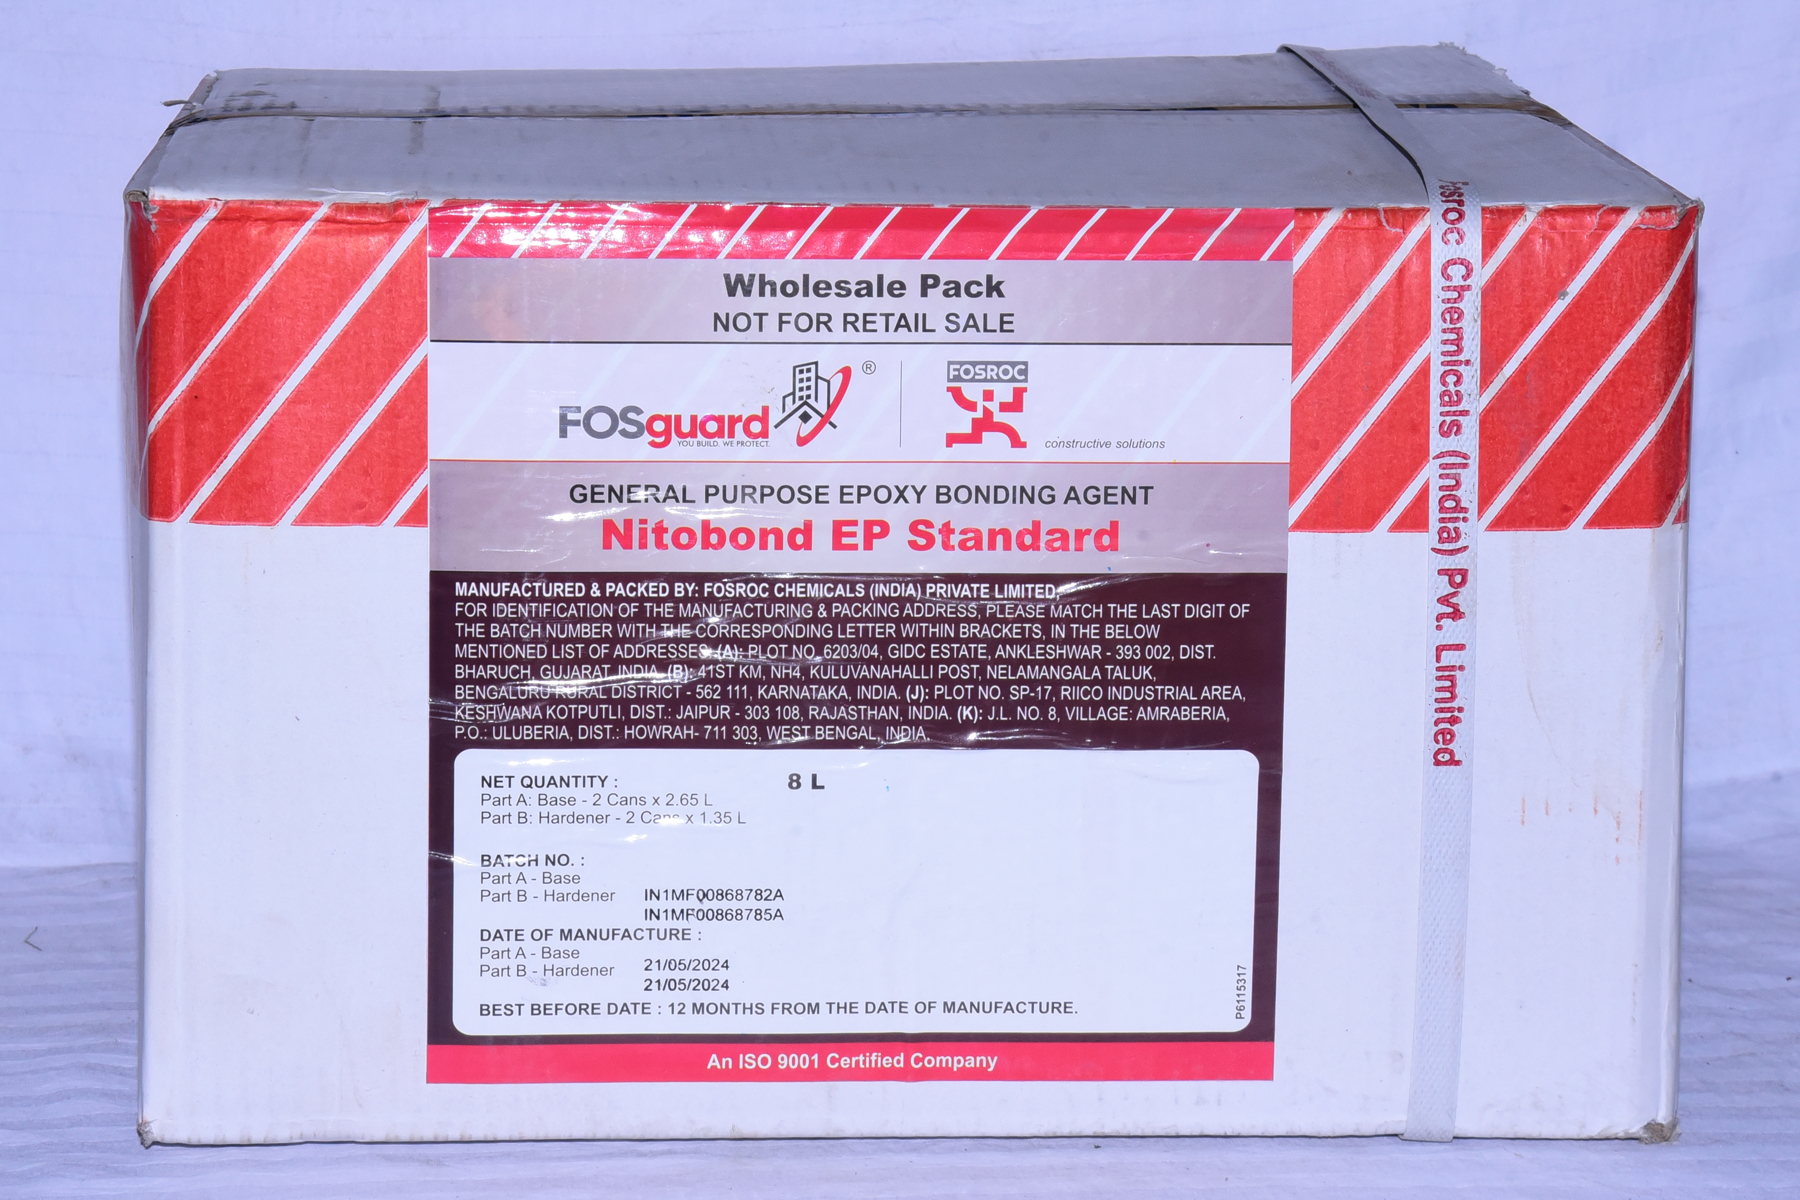 Wholesale Pack
NOT FOR RETAIL SALE
FOSguard ®
YOU BUILD. WE PROTECT.
FOSROC
constructive solutions
GENERAL PURPOSE EPOXY BONDING AGENT
Nitobond EP Standard
MANUFACTURED & PACKED BY: FOSROC CHEMICALS (INDIA) PRIVATE LIMITED,
FOR IDENTIFICATION OF THE MANUFACTURING & PACKING ADDRESS, PLEASE MATCH THE LAST DIGIT OF
THE BATCH NUMBER WITH THE CORRESPONDING LETTER WITHIN BRACKETS, IN THE BELOW
MENTIONED LIST OF ADDRESSES. (A): PLOT NO. 6203/04, GIDC ESTATE, ANKLESHWAR - 393 002, DIST.
BHARUCH, GUJARAT, INDIA. (B): 41ST KM, NH4, KULUVANAHALLI POST, NELAMANGALA TALUK,
BENGALURU RURAL DISTRICT - 562 111, KARNATAKA, INDIA. (J): PLOT NO. SP-17, RIICO INDUSTRIAL AREA,
KESHWANA KOTPUTLI, DIST.: JAIPUR - 303 108, RAJASTHAN, INDIA. (K): J.L. NO. 8, VILLAGE: AMRABERIA,
P.O.: ULUBERIA, DIST.: HOWRAH- 711 303, WEST BENGAL, INDIA.
NET QUANTITY : 8 L
Part A: Base - 2 Cans x 2.65 L
Part B: Hardener - 2 Cans x 1.35 L
BATCH NO. :
Part A - Base
Part B - Hardener IN1MF00868782A
IN1MF00868785A
DATE OF MANUFACTURE :
Part A - Base
Part B - Hardener 21/05/2024
21/05/2024
BEST BEFORE DATE : 12 MONTHS FROM THE DATE OF MANUFACTURE.
P6115317
An ISO 9001 Certified Company
Fosroc Chemicals (India) Pvt. Limited